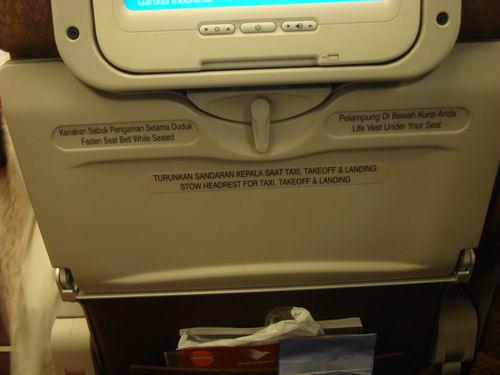 Garuda Indonesia
Kenakan Sabuk Pengaman Selama Duduk
Fasten Seat Belt While Seated
Pelampung Di Bawah Kursi Anda
Life Vest Under Your Seat
TURUNKAN SANDARAN KEPALA SAAT TAXI, TAKEOFF & LANDING
STOW HEADREST FOR TAXI, TAKEOFF & LANDING